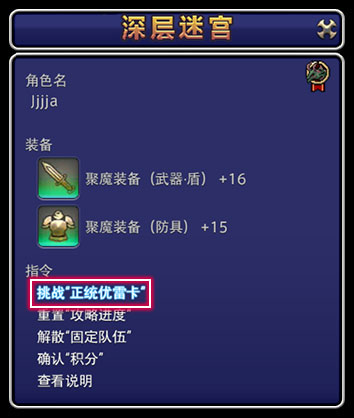 深层迷宫
角色名
Jjjja
装备
聚魔装备（武器·盾） +16
聚魔装备（防具） +15
指令
挑战“正统优雷卡”
重置“攻略进度”
解散“固定队伍”
确认“积分”
查看说明